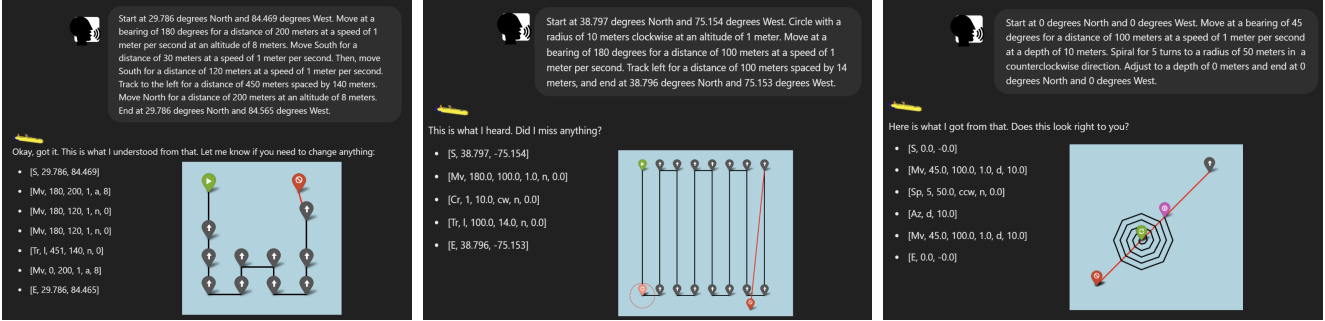 Start at 29.786 degrees North and 84.469 degrees West. Move at a
bearing of 180 degrees for a distance of 200 meters at a speed of 1
meter per second at an altitude of 8 meters. Move South for a
distance of 30 meters at a speed of 1 meter per second. Then, move
South for a distance of 120 meters at a speed of 1 meter per second.
Track to the left for a distance of 450 meters spaced by 140 meters.
Move North for a distance of 200 meters at an altitude of 8 meters.
End at 29.786 degrees North and 84.565 degrees West.
Okay, got it. This is what I understood from that. Let me know if you need to change anything:
• [S, 29.786, 84.469]
• [Mv, 180, 200, 1, a, 8]
• [Mv, 180, 120, 1, n, 0]
• [Mv, 180, 120, 1, n, 0]
• [Tr, l, 451, 140, n, 0]
• [Mv, 0, 200, 1, a, 8]
• [E, 29.786, 84.465]
Start at 38.797 degrees North and 75.154 degrees West. Circle with a
radius of 10 meters clockwise at an altitude of 1 meter. Move at a
bearing of 180 degrees for a distance of 100 meters at a speed of 1
meter per second. Track left for a distance of 100 meters spaced by 14
meters, and end at 38.796 degrees North and 75.153 degrees West.
This is what I heard. Did I miss anything?
• [S, 38.797, -75.154]
• [Mv, 180.0, 100.0, 1.0, n, 0.0]
• [Cr, 1, 10.0, cw, n, 0.0]
• [Tr, l, 100.0, 14.0, n, 0.0]
• [E, 38.796, -75.153]
Start at 0 degrees North and 0 degrees West. Move at a bearing of 45
degrees for a distance of 100 meters at a speed of 1 meter per second
at a depth of 10 meters. Spiral for 5 turns to a radius of 50 meters in a
counterclockwise direction. Adjust to a depth of 0 meters and end at 0
degrees North and 0 degrees West.
Here is what I got from that. Does this look right to you?
• [S, 0.0, -0.0]
• [Mv, 45.0, 100.0, 1.0, d, 10.0]
• [Sp, 5, 50.0, ccw, n, 0.0]
• [Az, d, 10.0]
• [Mv, 45.0, 100.0, 1.0, d, 10.0]
• [E, 0.0, -0.0]